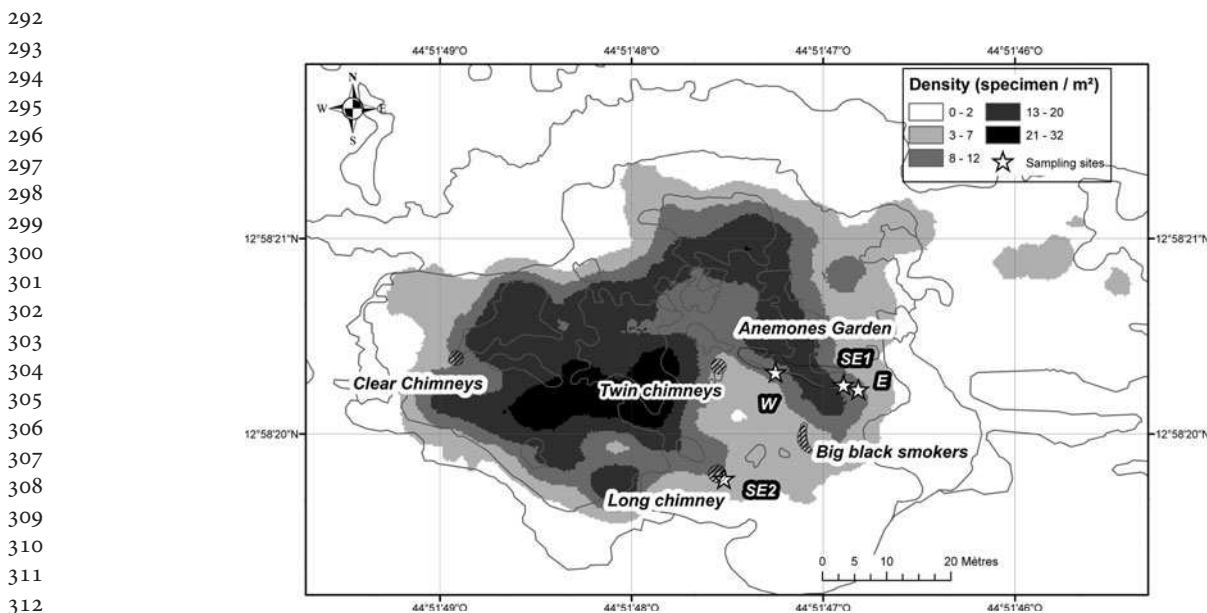 292
293
294
295
296
297
298
299
300
301
302
303
304
305
306
307
308
309
310
311
312
44°51'49"O 44°51'48"O 44°51'47"O 44°51'46"O
N
W E
S
Density (specimen / m²)
0 - 2 13 - 20
3 - 7 21 - 32
8 - 12 Sampling sites
12°58'21"N 12°58'21"N
Anemones Garden
SE1
Clear Chimneys Twin chimneys E
W
12°58'20"N 12°58'20"N
Big black smokers
SE2
Long chimney
0 5 10 20 Mètres
44°51'49"O 44°51'48"O 44°51'47"O 44°51'46"O